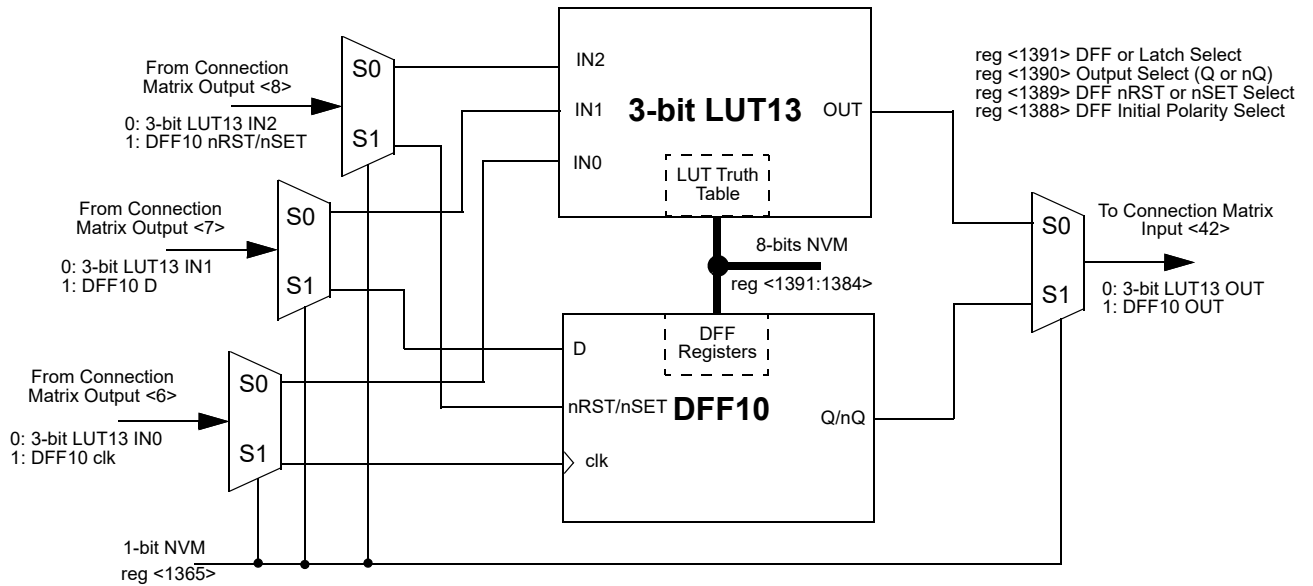 From Connection
Matrix Output <8>
0: 3-bit LUT13 IN2
1: DFF10 nRST/nSET
S0
S1
From Connection
Matrix Output <7>
0: 3-bit LUT13 IN1
1: DFF10 D
S0
S1
From Connection
Matrix Output <6>
0: 3-bit LUT13 IN0
1: DFF10 clk
S0
S1
1-bit NVM
reg <1365>
IN2
IN1
IN0
3-bit LUT13
OUT
LUT Truth
Table
8-bits NVM
reg <1391:1384>
DFF
Registers
D
nRST/nSET
clk
DFF10
Q/nQ
reg <1391> DFF or Latch Select
reg <1390> Output Select (Q or nQ)
reg <1389> DFF nRST or nSET Select
reg <1388> DFF Initial Polarity Select
S0
S1
To Connection Matrix
Input <42>
0: 3-bit LUT13 OUT
1: DFF10 OUT